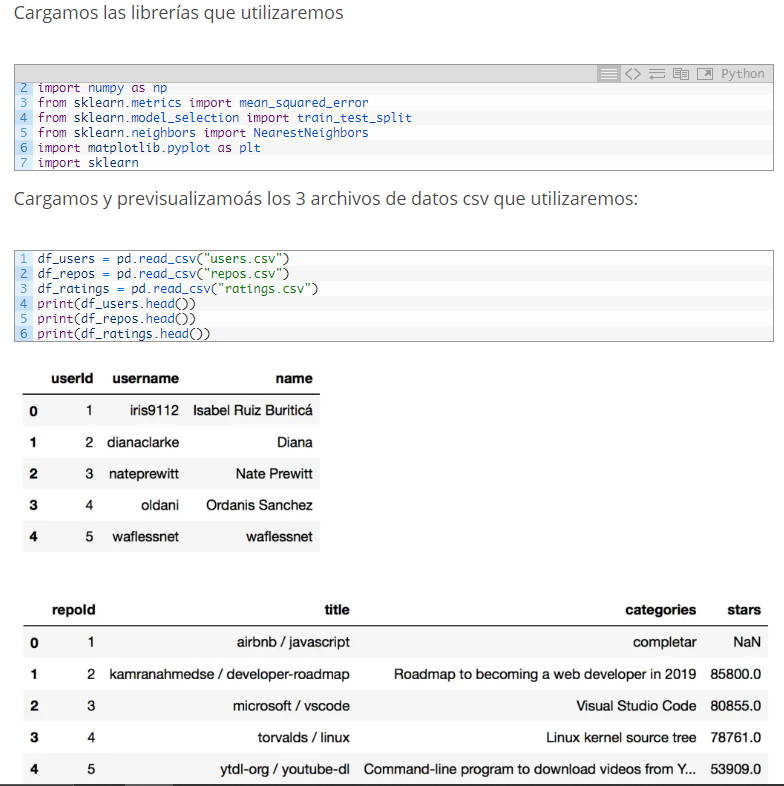 Cargamos las librerías que utilizaremos
Python
2 import numpy as np
3 from sklearn.metrics import mean_squared_error
4 from sklearn.model_selection import train_test_split
5 from sklearn.neighbors import NearestNeighbors
6 import matplotlib.pyplot as plt
7 import sklearn
Cargamos y previsualizamoás los 3 archivos de datos csv que utilizaremos:
1 df_users = pd.read_csv("users.csv")
2 df_repos = pd.read_csv("repos.csv")
3 df_ratings = pd.read_csv("ratings.csv")
4 print(df_users.head())
5 print(df_repos.head())
6 print(df_ratings.head())
userId username name
0 1 iris9112 Isabel Ruiz Buriticá
1 2 dianaclarke Diana
2 3 nateprewitt Nate Prewitt
3 4 oldani Ordanis Sanchez
4 5 waflessnet waflessnet
repoId title categories stars
0 1 airbnb / javascript completar NaN
1 2 kamranahmedse / developer-roadmap Roadmap to becoming a web developer in 2019 85800.0
2 3 microsoft / vscode Visual Studio Code 80855.0
3 4 torvalds / linux Linux kernel source tree 78761.0
4 5 ytdl-org / youtube-dl Command-line program to download videos from Y... 53909.0